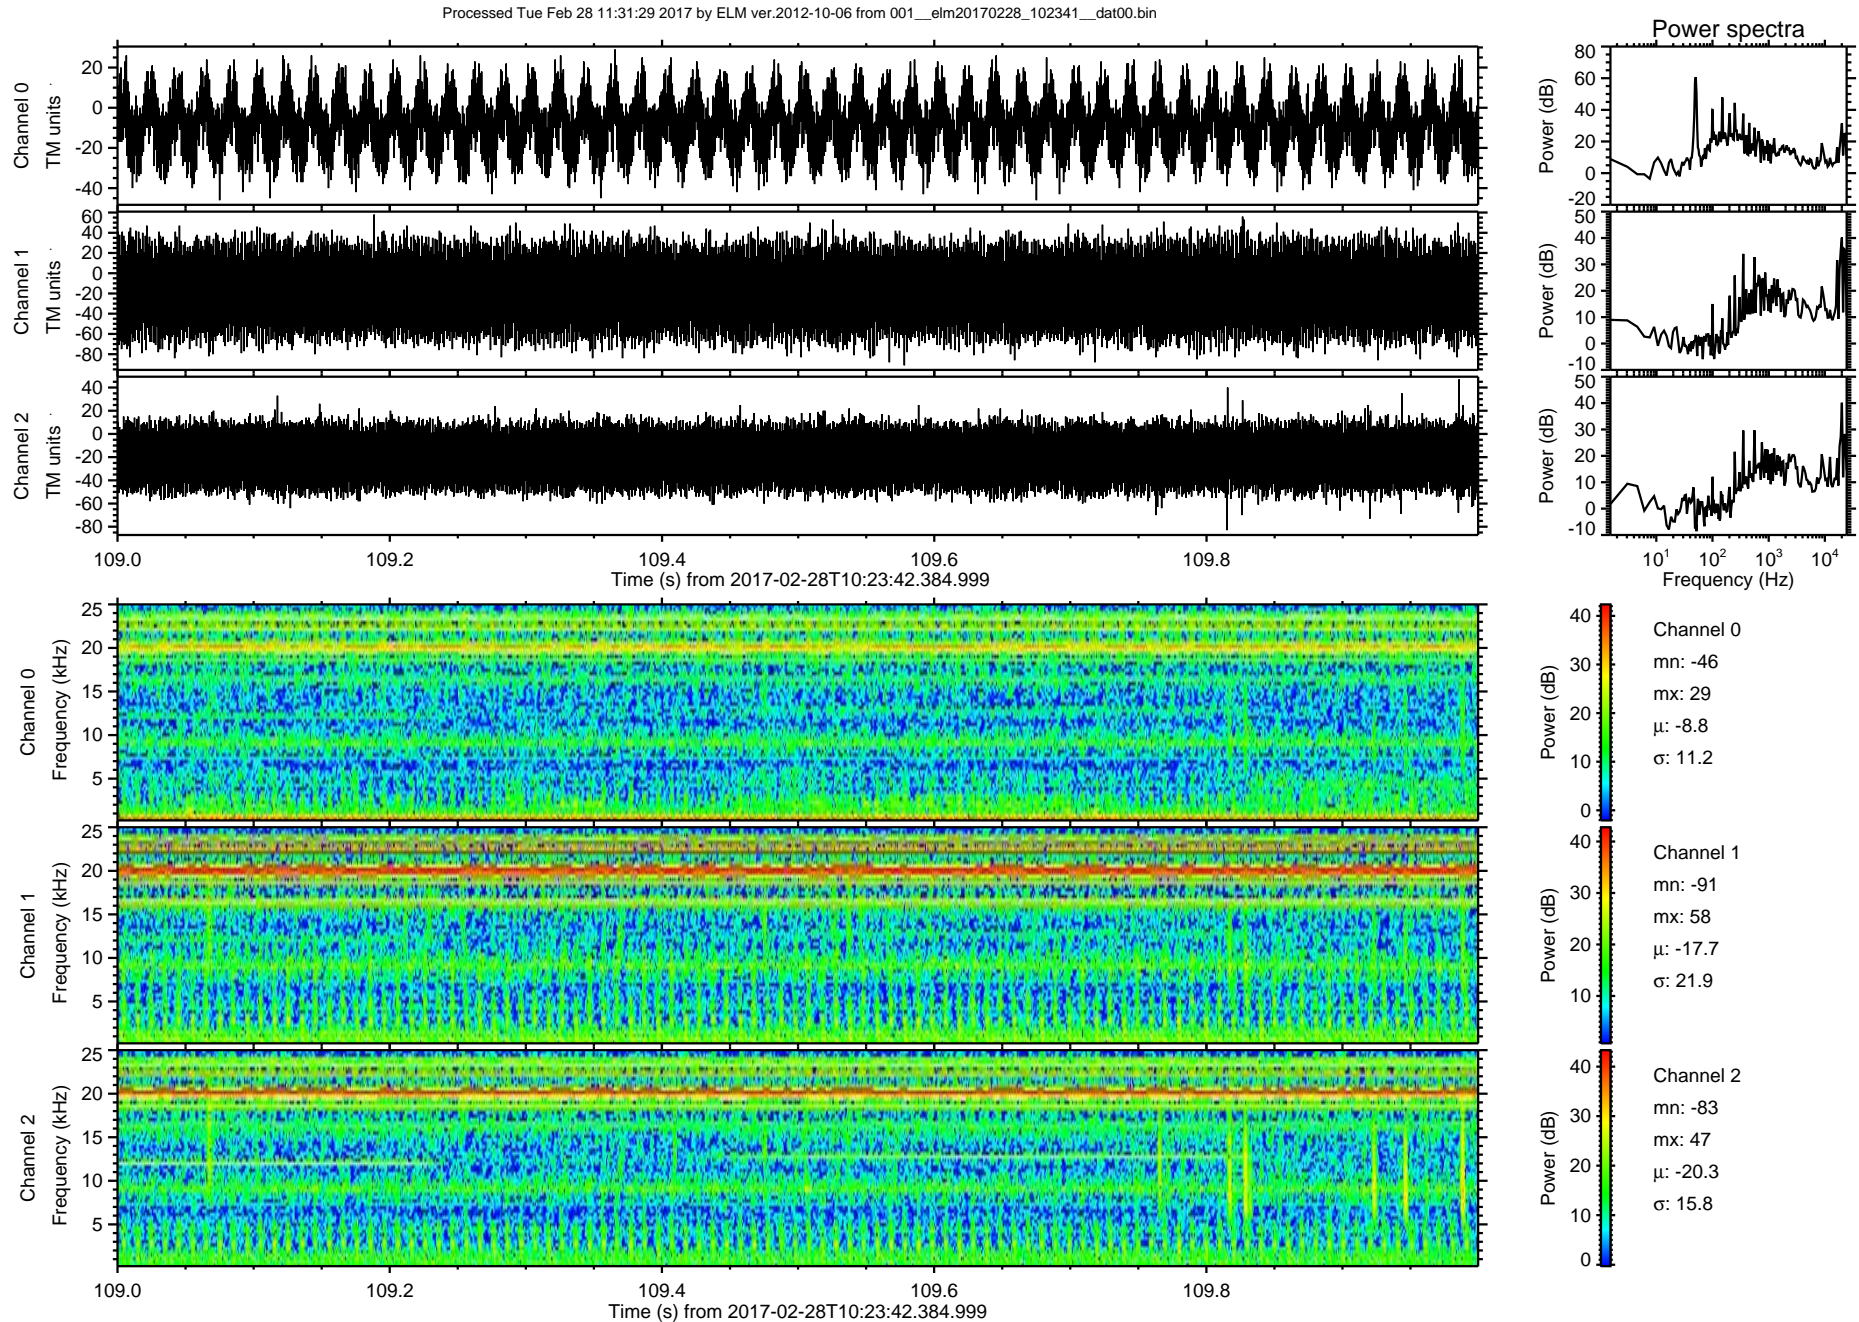 Processed Tue Feb 28 11:31:29 2017 by ELM ver.2012-10-06 from 001__elm20170228_102341__dat00.bin
Power spectra
Channel 0
TM units
20
0
-20
-40
Power (dB)
80
60
40
20
0
-20
Channel 1
TM units
60
40
20
0
-20
-40
-60
-80
Power (dB)
50
40
30
20
10
0
-10
Channel 2
TM units
40
20
0
-20
-40
-60
-80
Power (dB)
50
40
30
20
10
0
-10
109.0 109.2 109.4 109.6 109.8
Time (s) from 2017-02-28T10:23:42.384.999
10^1 10^2 10^3 10^4
Frequency (Hz)
Channel 0
Frequency (kHz)
25
20
15
10
5
Power (dB)
40
30
20
10
0
Channel 0
mn: -46
mx: 29
μ: -8.8
σ: 11.2
Channel 1
Frequency (kHz)
25
20
15
10
5
Power (dB)
40
30
20
10
Channel 1
mn: -91
mx: 58
μ: -17.7
σ: 21.9
Channel 2
Frequency (kHz)
25
20
15
10
5
Power (dB)
40
30
20
10
0
Channel 2
mn: -83
mx: 47
μ: -20.3
σ: 15.8
109.0 109.2 109.4 109.6 109.8
Time (s) from 2017-02-28T10:23:42.384.999